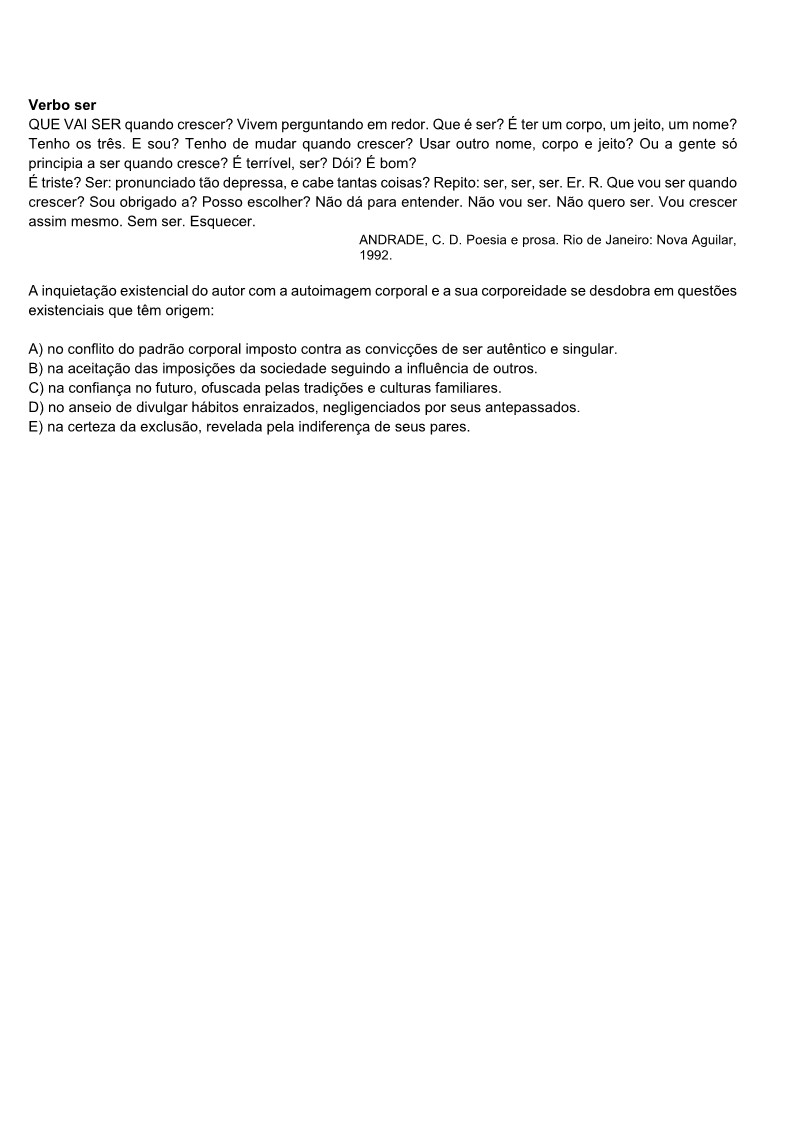 Verbo ser
QUE VAI SER quando crescer? Vivem perguntando em redor. Que é ser? É ter um corpo, um jeito, um nome?
Tenho os três. E sou? Tenho de mudar quando crescer? Usar outro nome, corpo e jeito? Ou a gente só
principia a ser quando cresce? É terrível, ser? Dói? É bom?
É triste? Ser: pronunciado tão depressa, e cabe tantas coisas? Repito: ser, ser, ser. Er. R. Que vou ser quando
crescer? Sou obrigado a? Posso escolher? Não dá para entender. Não vou ser. Não quero ser. Vou crescer
assim mesmo. Sem ser. Esquecer.
ANDRADE, C. D. Poesia e prosa. Rio de Janeiro: Nova Aguilar,
1992.
A inquietação existencial do autor com a autoimagem corporal e a sua corporeidade se desdobra em questões
existenciais que têm origem:
A) no conflito do padrão corporal imposto contra as convicções de ser autêntico e singular.
B) na aceitação das imposições da sociedade seguindo a influência de outros.
C) na confiança no futuro, ofuscada pelas tradições e culturas familiares.
D) no anseio de divulgar hábitos enraizados, negligenciados por seus antepassados.
E) na certeza da exclusão, revelada pela indiferença de seus pares.